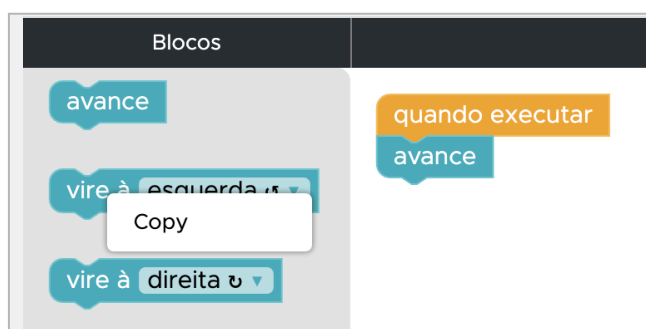 Blocos
avance
vire à esquerda ↺ ▼
Copy
vire à direita ↻ ▼
quando executar
avance